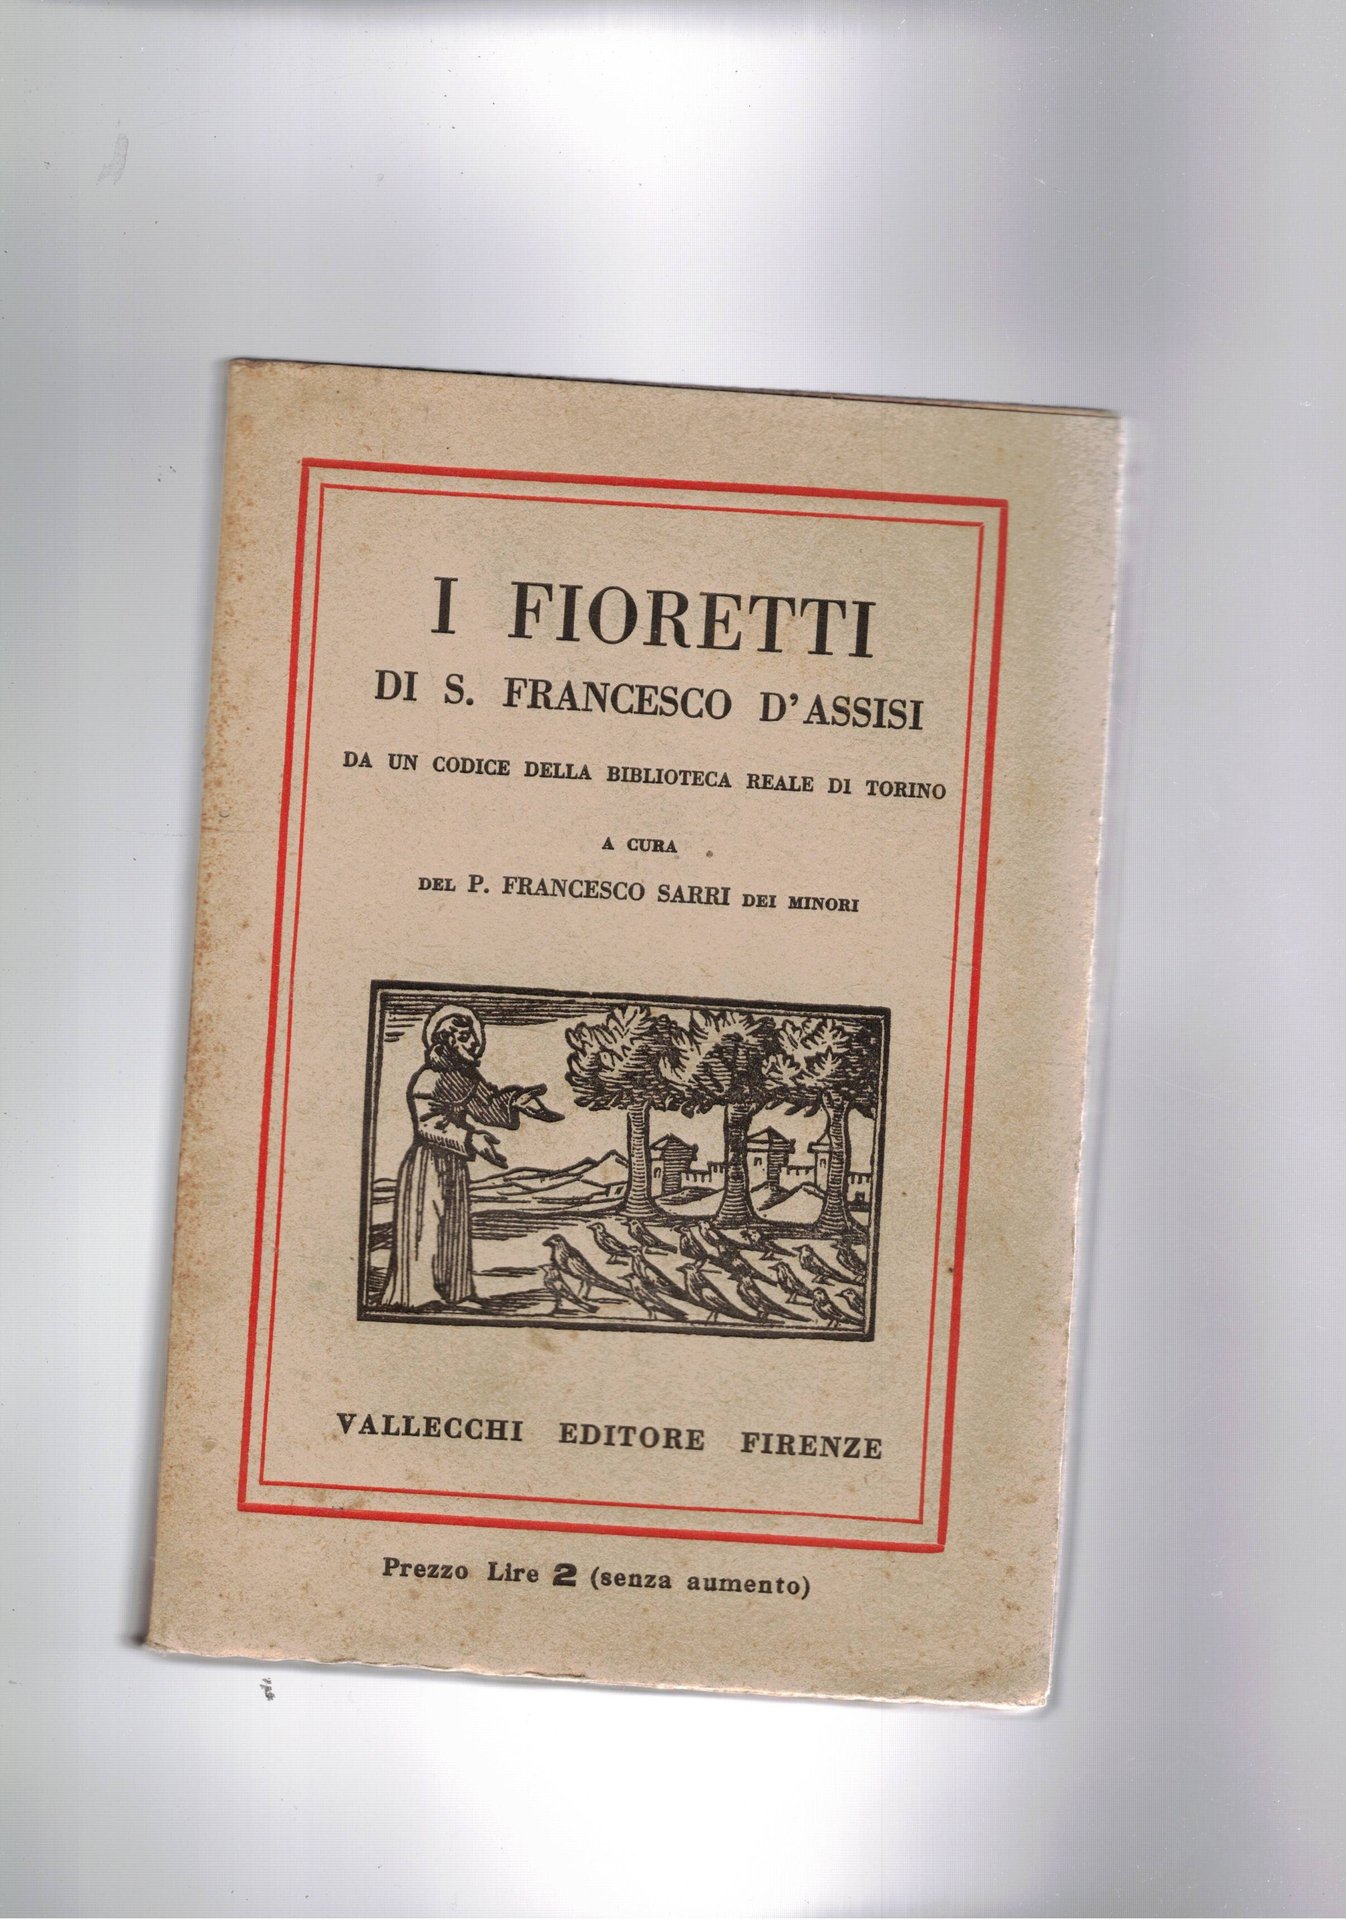 I FIORETTI
DI S. FRANCESCO D'ASSISI
DA UN CODICE DELLA BIBLIOTECA REALE DI TORINO
A CURA
DEL P. FRANCESCO SARRI DEI MINORI
VALLECCHI EDITORE FIRENZE
Prezzo Lire 2 (senza aumento)